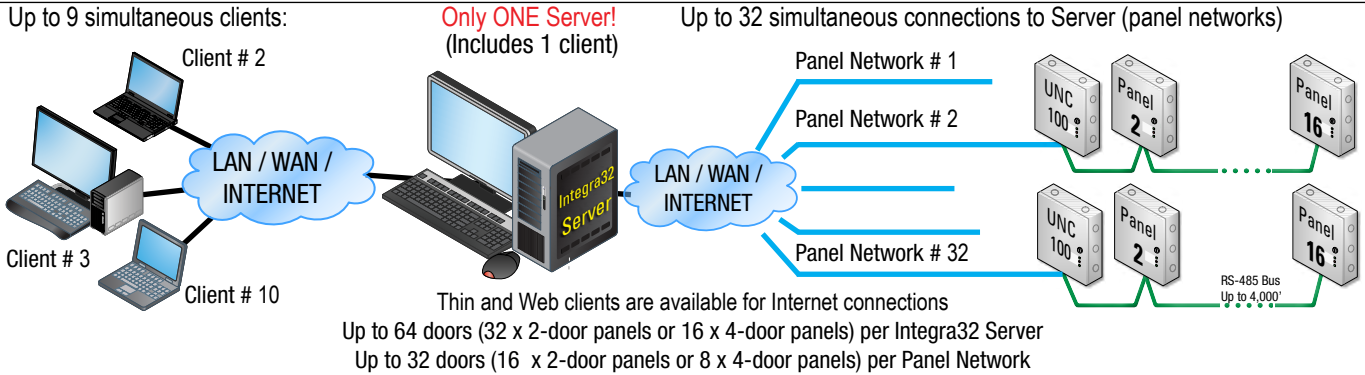 Up to 9 simultaneous clients:
Only ONE Server!
(Includes 1 client)
Up to 32 simultaneous connections to Server (panel networks)
Client # 2
Client # 3
Client # 10
LAN / WAN /
INTERNET
Integra32
Server
LAN / WAN /
INTERNET
Panel Network # 1
Panel Network # 2
Panel Network # 32
UNC
100
Panel
2
Panel
16
UNC
100
Panel
2
Panel
16
RS-485 Bus
Up to 4,000'
Thin and Web clients are available for Internet connections
Up to 64 doors (32 x 2-door panels or 16 x 4-door panels) per Integra32 Server
Up to 32 doors (16 x 2-door panels or 8 x 4-door panels) per Panel Network